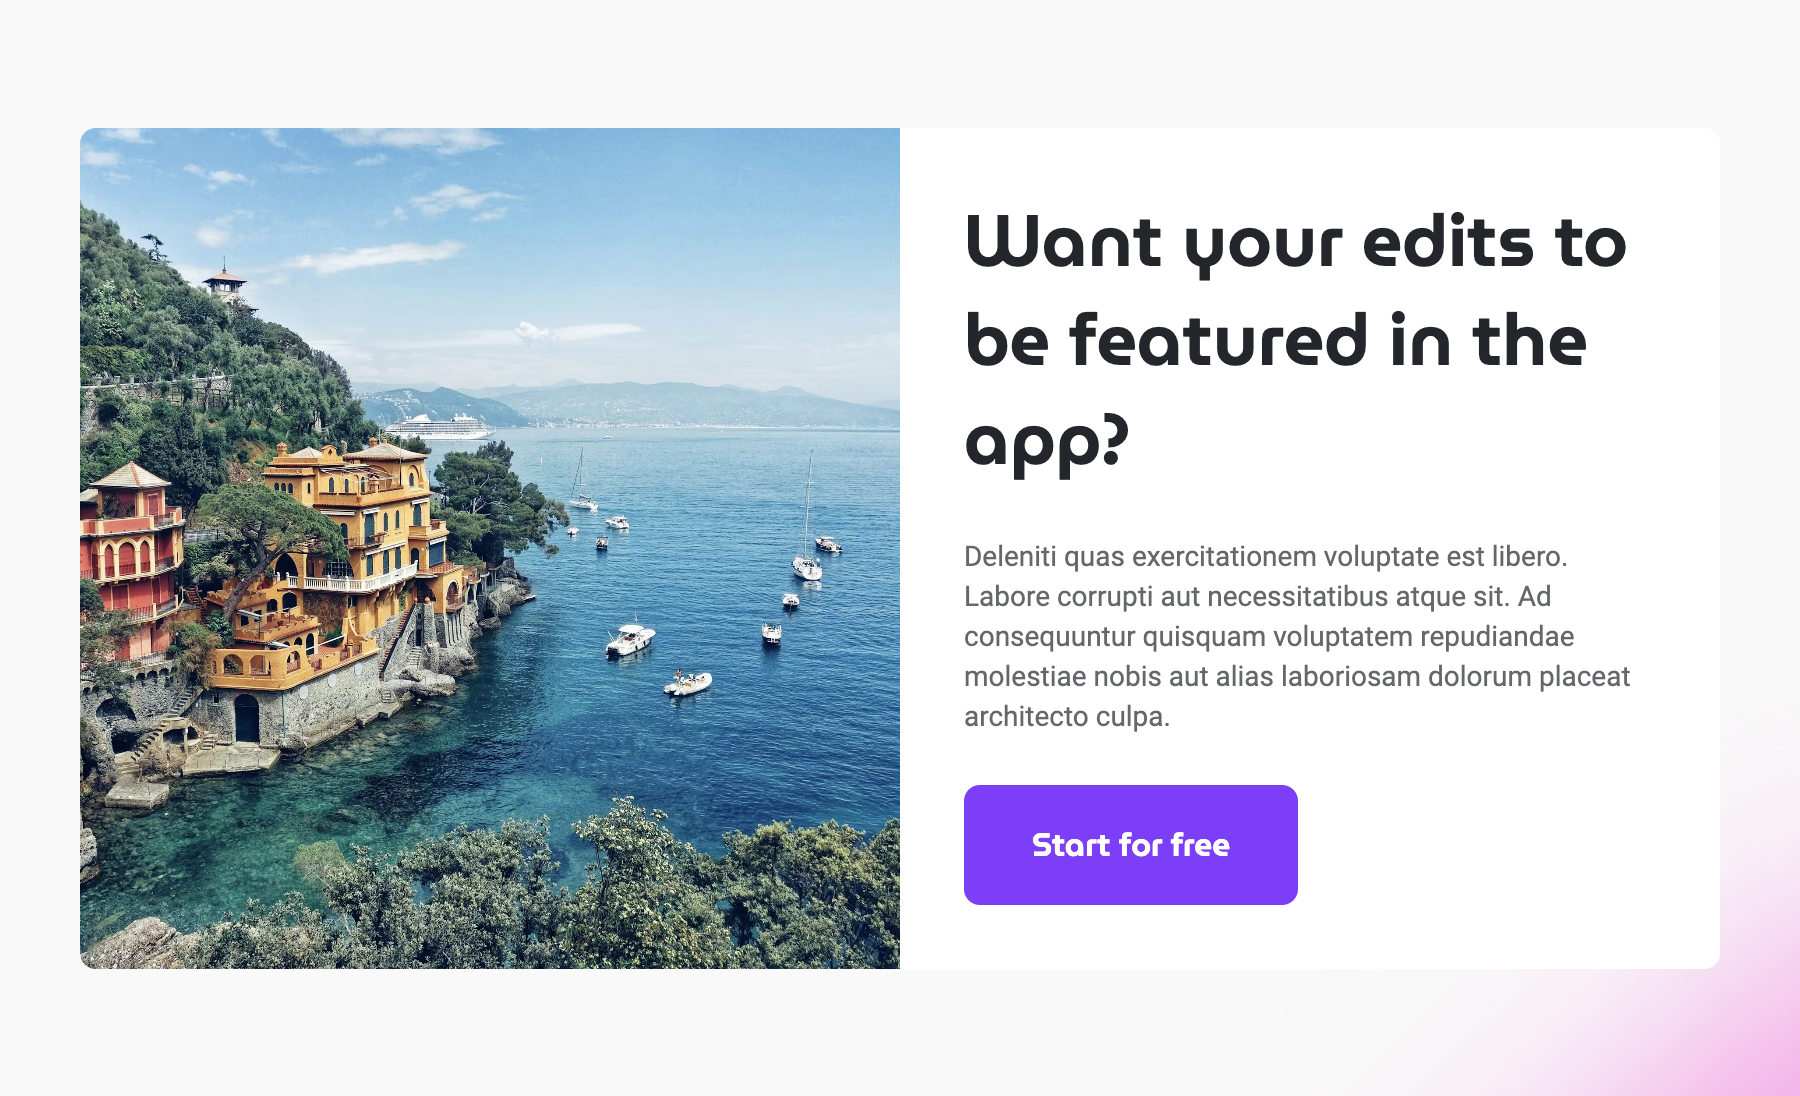 Want your edits to
be featured in the
app?
Deleniti quas exercitationem voluptate est libero.
Labore corrupti aut necessitatibus atque sit. Ad
consequuntur quisquam voluptatem repudiandae
molestiae nobis aut alias laboriosam dolorum placeat
architecto culpa.
Start for free